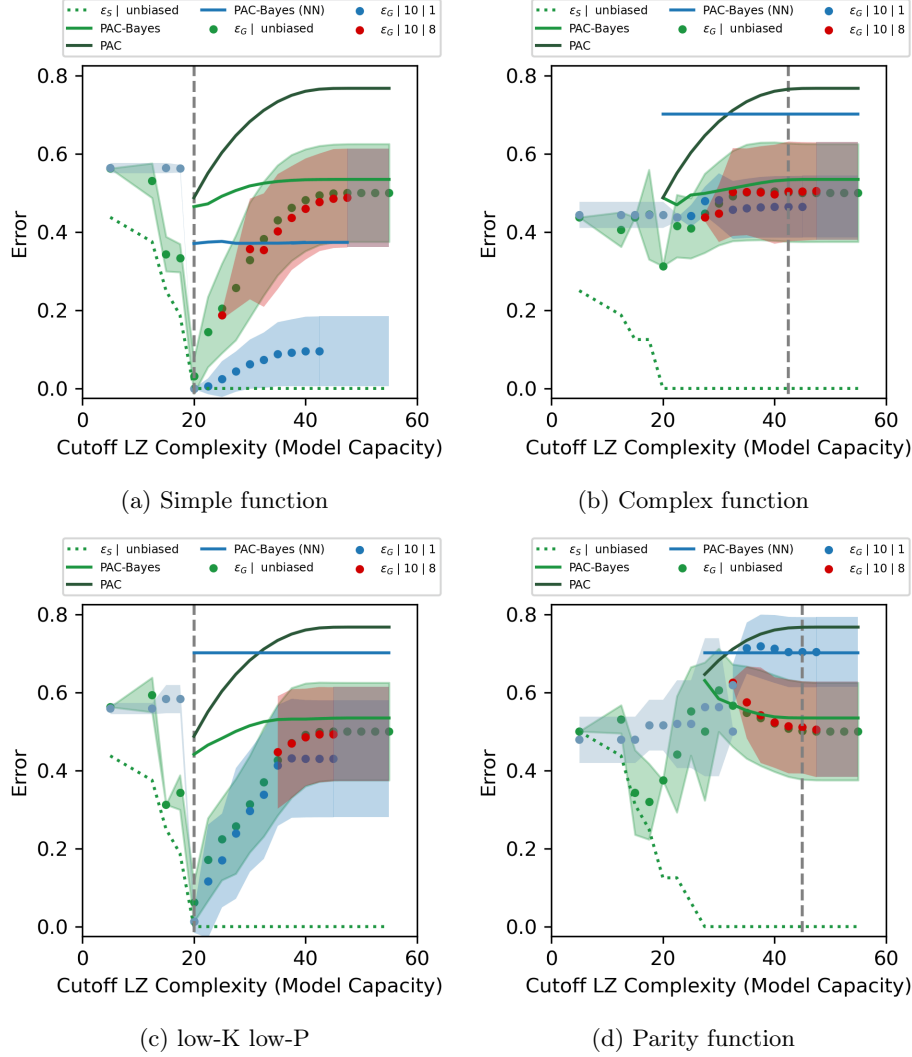 ε_S | unbiased PAC-Bayes (NN) ε_G | 10 | 1
PAC-Bayes ε_G | unbiased ε_G | 10 | 8
PAC
ε_S | unbiased PAC-Bayes (NN) ε_G | 10 | 1
PAC-Bayes ε_G | unbiased ε_G | 10 | 8
PAC
0.8
0.6
0.4
0.2
0.0
Error
0 20 40 60
Cutoff LZ Complexity (Model Capacity)
0.8
0.6
0.4
0.2
0.0
Error
0 20 40 60
Cutoff LZ Complexity (Model Capacity)
(a) Simple function
(b) Complex function
ε_S | unbiased PAC-Bayes (NN) ε_G | 10 | 1
PAC-Bayes ε_G | unbiased ε_G | 10 | 8
PAC
ε_S | unbiased PAC-Bayes (NN) ε_G | 10 | 1
PAC-Bayes ε_G | unbiased ε_G | 10 | 8
PAC
0.8
0.6
0.4
0.2
0.0
Error
0 20 40 60
Cutoff LZ Complexity (Model Capacity)
0.8
0.6
0.4
0.2
0.0
Error
0 20 40 60
Cutoff LZ Complexity (Model Capacity)
(c) low-K low-P
(d) Parity function